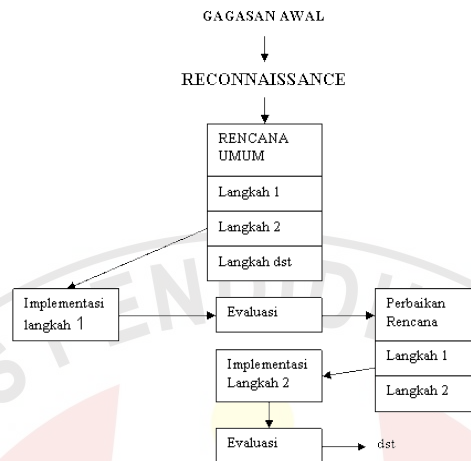 GAGASAN AWAL
RECONNAISSANCE
RENCANA
UMUM
Langkah 1
Langkah 2
Langkah dst
Implementasi
langkah 1
Evaluasi
Perbaikan
Rencana
Langkah 1
Langkah 2
Implementasi
Langkah 2
Evaluasi
dst